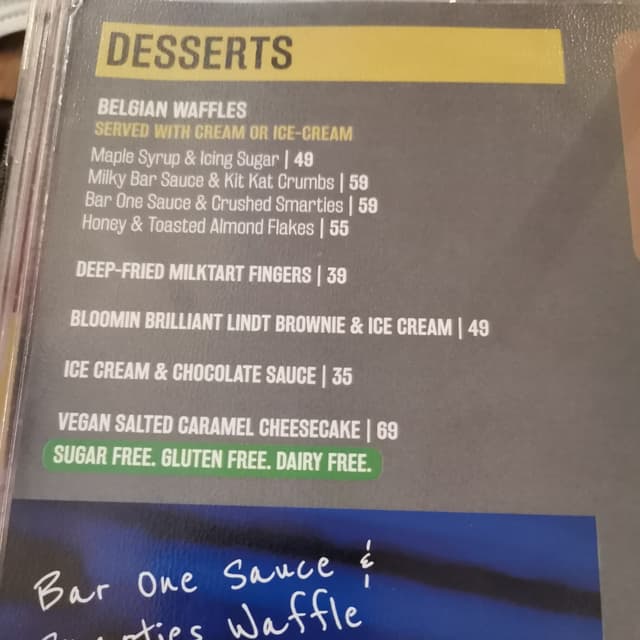 DESSERTS
BELGIAN WAFFLES
SERVED WITH CREAM OR ICE-CREAM
Maple Syrup & Icing Sugar | 49
Milky Bar Sauce & Kit Kat Crumbs | 59
Bar One Sauce & Crushed Smarties | 59
Honey & Toasted Almond Flakes | 55
DEEP-FRIED MILKTART FINGERS | 39
BLOOMIN BRILLIANT LINDT BROWNIE & ICE CREAM | 49
ICE CREAM & CHOCOLATE SAUCE | 35
VEGAN SALTED CARAMEL CHEESECAKE | 69
SUGAR FREE. GLUTEN FREE. DAIRY FREE.
Bar One Sauce &
Waffle